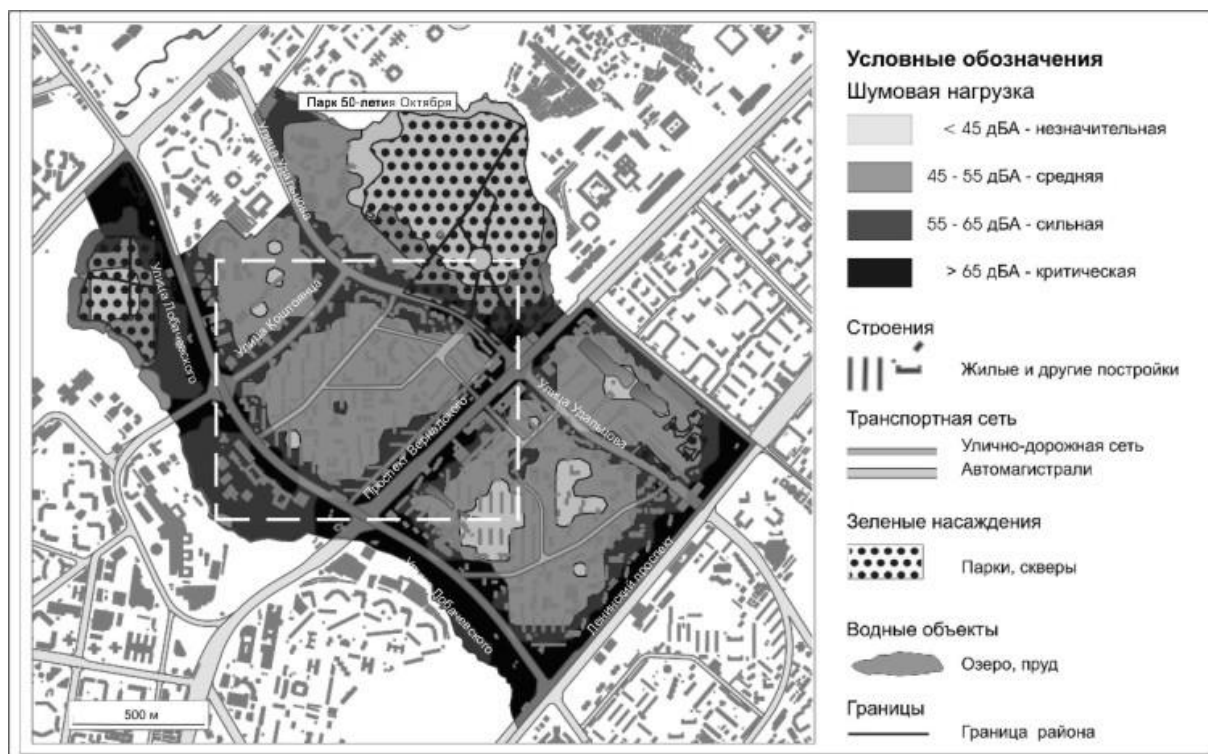 Парк 50-летия Октября
Улица Удальцова
Улица Лобачевского
Улица Коштоянца
Проспект Вернадского
Улица Удальцова
Улица Лобачевского
Ленинский проспект
500 м
Условные обозначения
Шумовая нагрузка
< 45 дБА - незначительная
45 - 55 дБА - средняя
55 - 65 дБА - сильная
> 65 дБА - критическая
Строения
Жилые и другие постройки
Транспортная сеть
Улично-дорожная сеть
Автомагистрали
Зеленые насаждения
Парки, скверы
Водные объекты
Озеро, пруд
Границы
Граница района